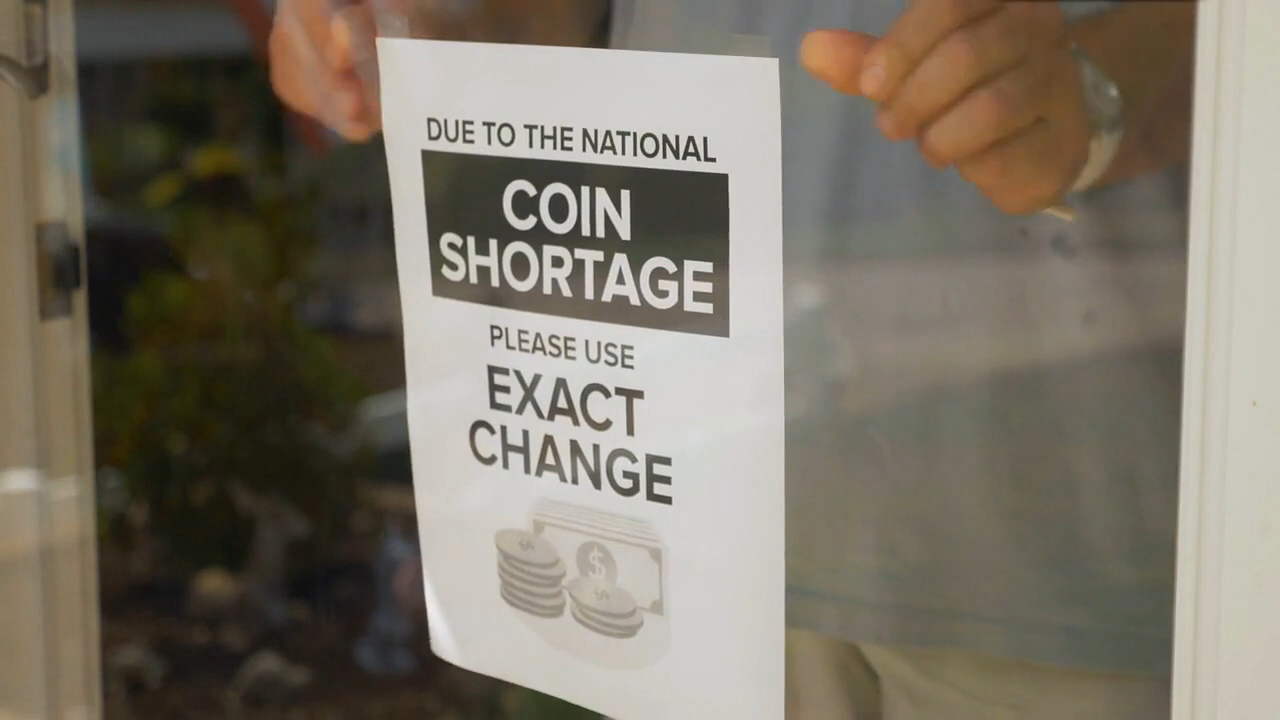 DUE TO THE NATIONAL
COIN
SHORTAGE
PLEASE USE
EXACT
CHANGE
$
$
$